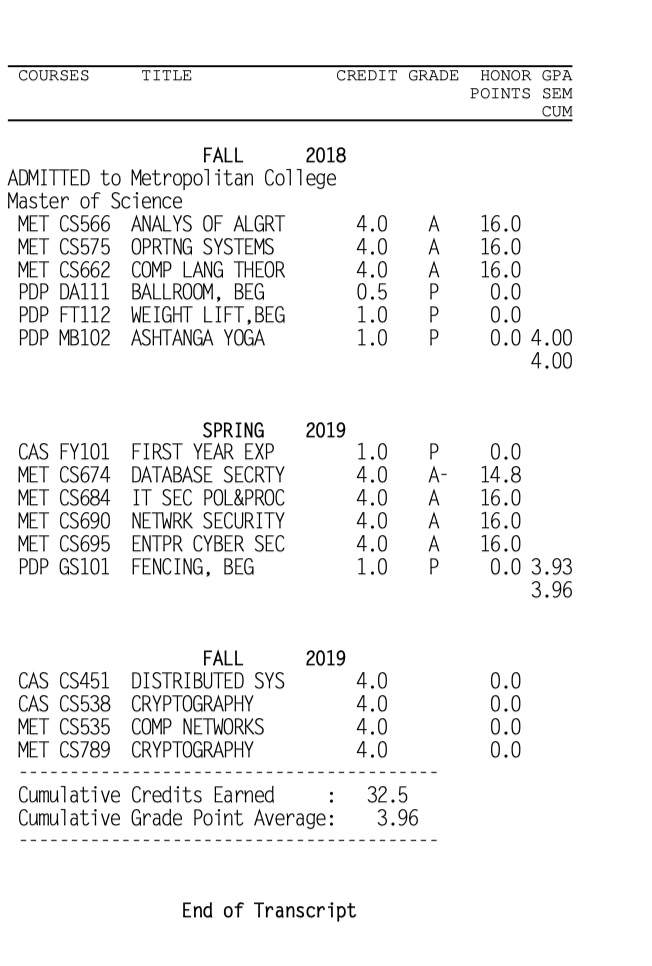 COURSES TITLE CREDIT GRADE HONOR GPA
POINTS SEM
CUM
FALL 2018
ADMITTED to Metropolitan College
Master of Science
MET CS566 ANALYS OF ALGRT 4.0 A 16.0
MET CS575 OPRTNG SYSTEMS 4.0 A 16.0
MET CS662 COMP LANG THEOR 4.0 A 16.0
PDP DA111 BALLROOM, BEG 0.5 P 0.0
PDP FT112 WEIGHT LIFT,BEG 1.0 P 0.0
PDP MB102 ASHTANGA YOGA 1.0 P 0.0 4.00
4.00
SPRING 2019
CAS FY101 FIRST YEAR EXP 1.0 P 0.0
MET CS674 DATABASE SECRTY 4.0 A- 14.8
MET CS684 IT SEC POL&PROC 4.0 A 16.0
MET CS690 NETWRK SECURITY 4.0 A 16.0
MET CS695 ENTPR CYBER SEC 4.0 A 16.0
PDP GS101 FENCING, BEG 1.0 P 0.0 3.93
3.96
FALL 2019
CAS CS451 DISTRIBUTED SYS 4.0 0.0
CAS CS538 CRYPTOGRAPHY 4.0 0.0
MET CS535 COMP NETWORKS 4.0 0.0
MET CS789 CRYPTOGRAPHY 4.0 0.0
-----------------------------------------
Cumulative Credits Earned : 32.5
Cumulative Grade Point Average: 3.96
-----------------------------------------
End of Transcript